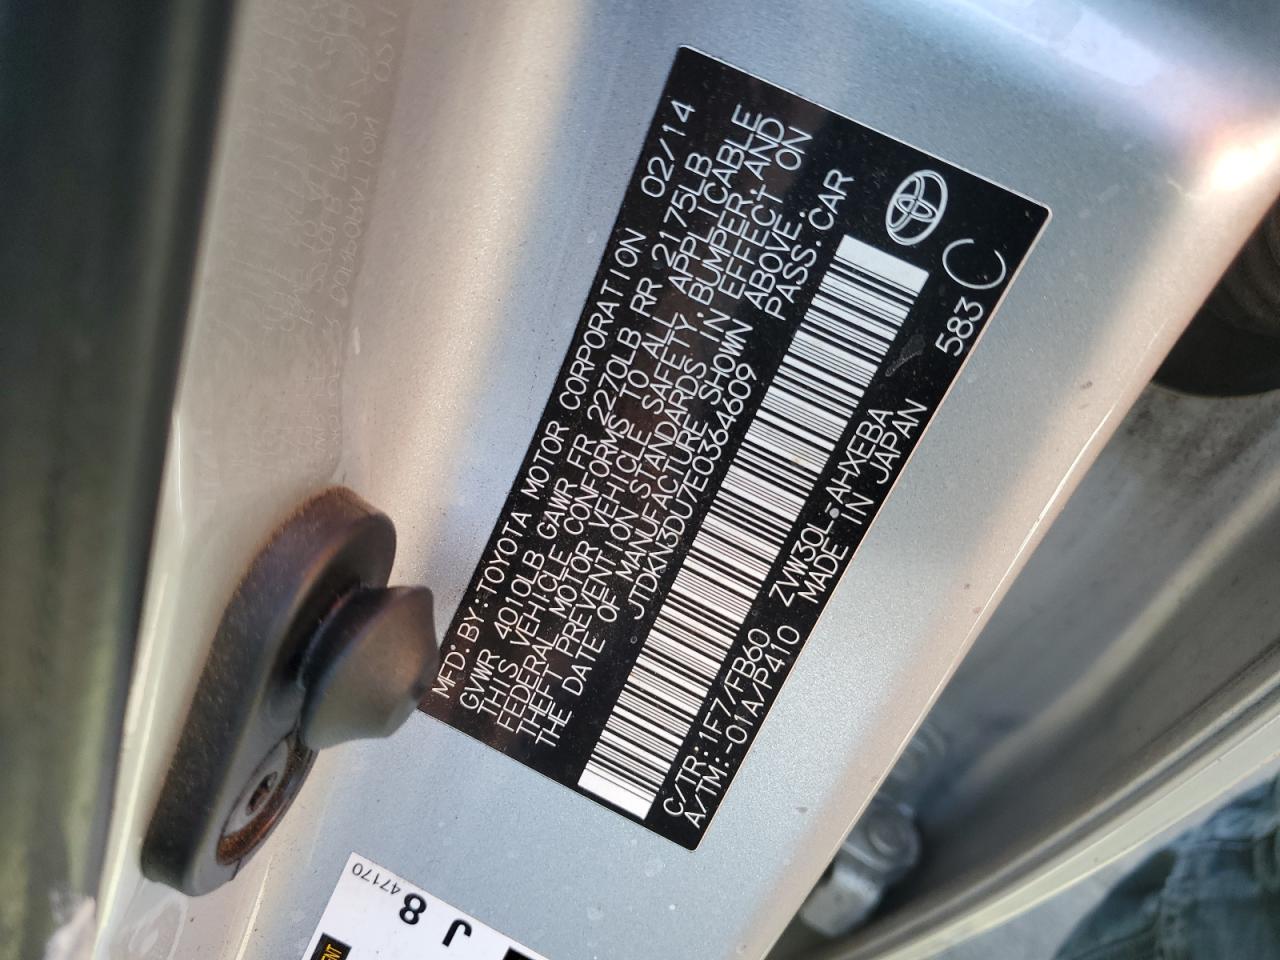 MFD. BY: TOYOTA MOTOR CORPORATION 02/14
GVWR 4010LB GAWR FR 2270LB RR 2175LB
THIS VEHICLE CONFORMS TO ALL APPLICABLE
FEDERAL MOTOR VEHICLE SAFETY, BUMPER, AND
THEFT PREVENTION STANDARDS IN EFFECT ON
THE DATE OF MANUFACTURE SHOWN ABOVE.
JTDKN3DU7E0364609 PASS. CAR
C/TR: 1F7/FB60 ZVW30L-AHXEBA
A/TM: -01A/P410 MADE IN JAPAN
583 C
47170
J 8